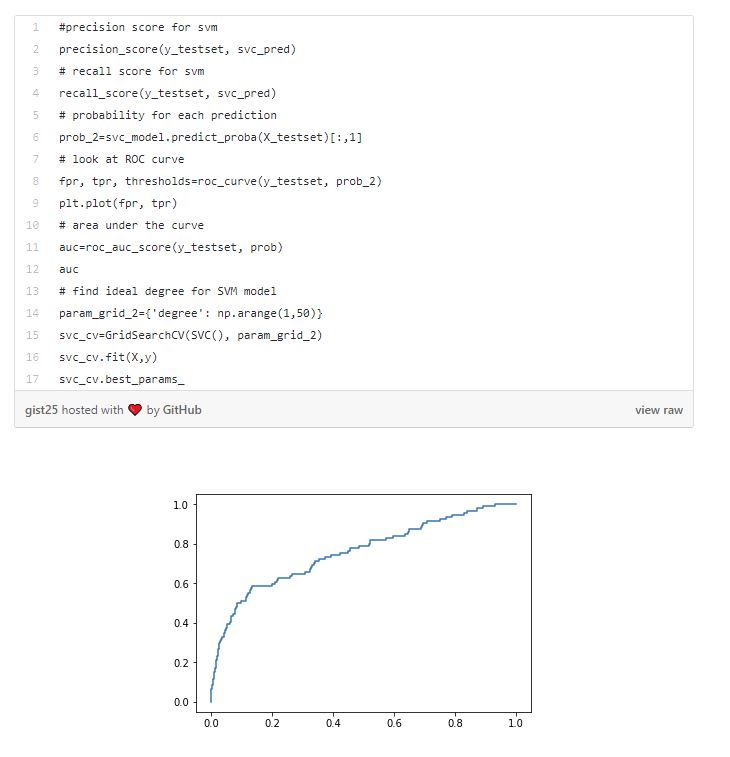 1 #precision score for svm
2 precision_score(y_testset, svc_pred)
3 # recall score for svm
4 recall_score(y_testset, svc_pred)
5 # probability for each prediction
6 prob_2=svc_model.predict_proba(X_testset)[:,1]
7 # look at ROC curve
8 fpr, tpr, thresholds=roc_curve(y_testset, prob_2)
9 plt.plot(fpr, tpr)
10 # area under the curve
11 auc=roc_auc_score(y_testset, prob)
12 auc
13 # find ideal degree for SVM model
14 param_grid_2={'degree': np.arange(1,50)}
15 svc_cv=GridSearchCV(SVC(), param_grid_2)
16 svc_cv.fit(X,y)
17 svc_cv.best_params_
gist25 hosted with ❤ by GitHub view raw
1.0
0.8
0.6
0.4
0.2
0.0
0.0 0.2 0.4 0.6 0.8 1.0